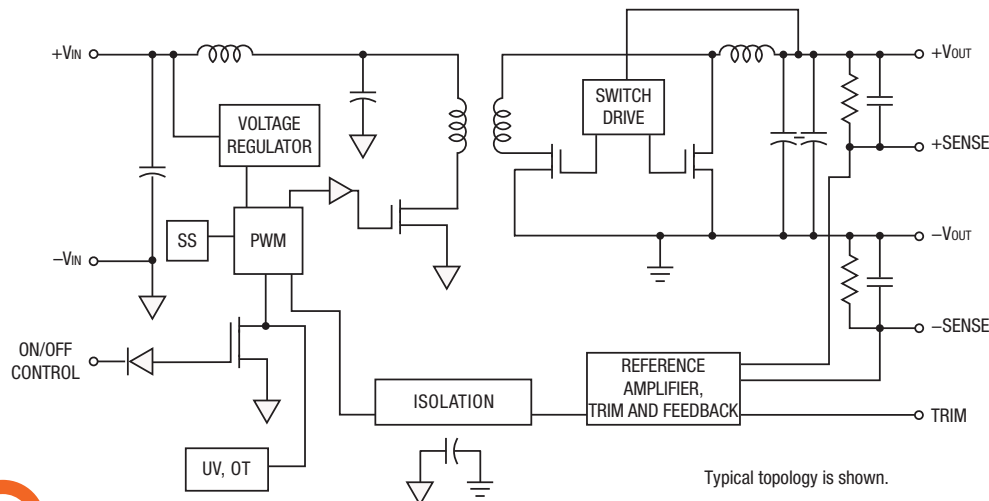 +VIN
VOLTAGE
REGULATOR
SS
PWM
−VIN
ON/OFF
CONTROL
UV, OT
SWITCH
DRIVE
+VOUT
+SENSE
−VOUT
−SENSE
ISOLATION
REFERENCE
AMPLIFIER,
TRIM AND FEEDBACK
TRIM
Typical topology is shown.